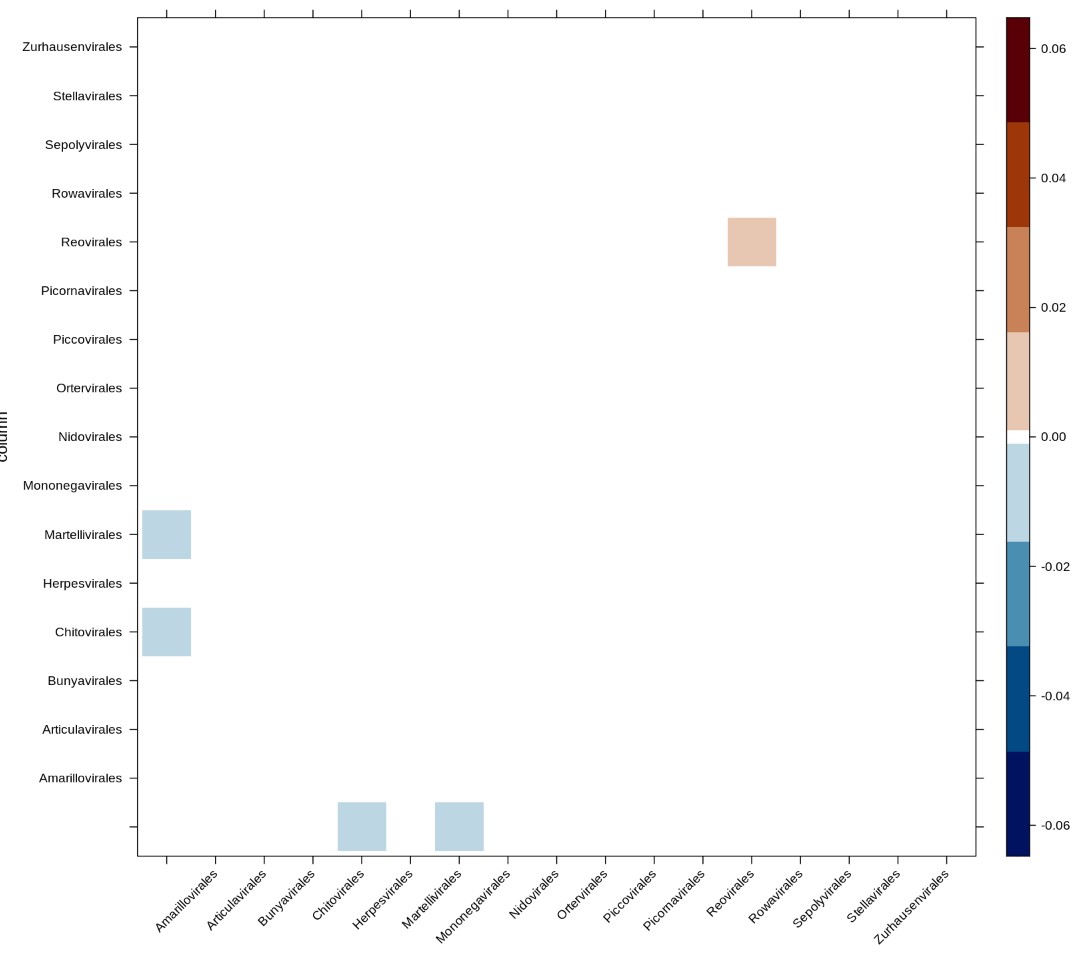 Zurhausenvirales
Stellavirales
Sepolyvirales
Rowavirales
Reovirales
Picornavirales
Piccovirales
Ortervirales
Nidovirales
Mononegavirales
Martellivirales
Herpesvirales
Chitovirales
Bunyavirales
Articulavirales
Amarillovirales
column
Amarillovirales
Articulavirales
Bunyavirales
Chitovirales
Herpesvirales
Martellivirales
Mononegavirales
Nidovirales
Ortervirales
Piccovirales
Picornavirales
Reovirales
Rowavirales
Sepolyvirales
Stellavirales
Zurhausenvirales
0.06
0.04
0.02
0.00
-0.02
-0.04
-0.06